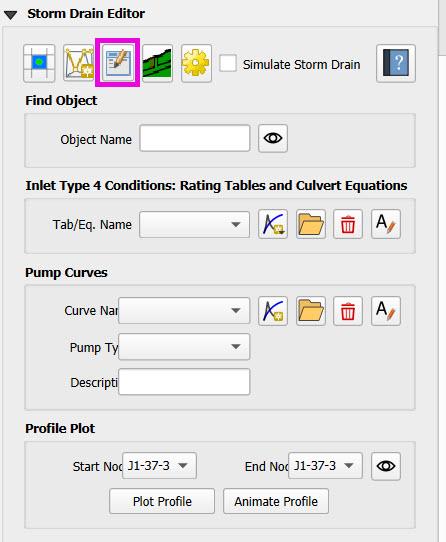 Storm Drain Editor
Simulate Storm Drain ?
Find Object
Object Name
Inlet Type 4 Conditions: Rating Tables and Culvert Equations
Tab/Eq. Name
Pump Curves
Curve Nar
Pump Ty
Descripti
Profile Plot
Start Noc J1-37-3 End Noc J1-37-3
Plot Profile Animate Profile